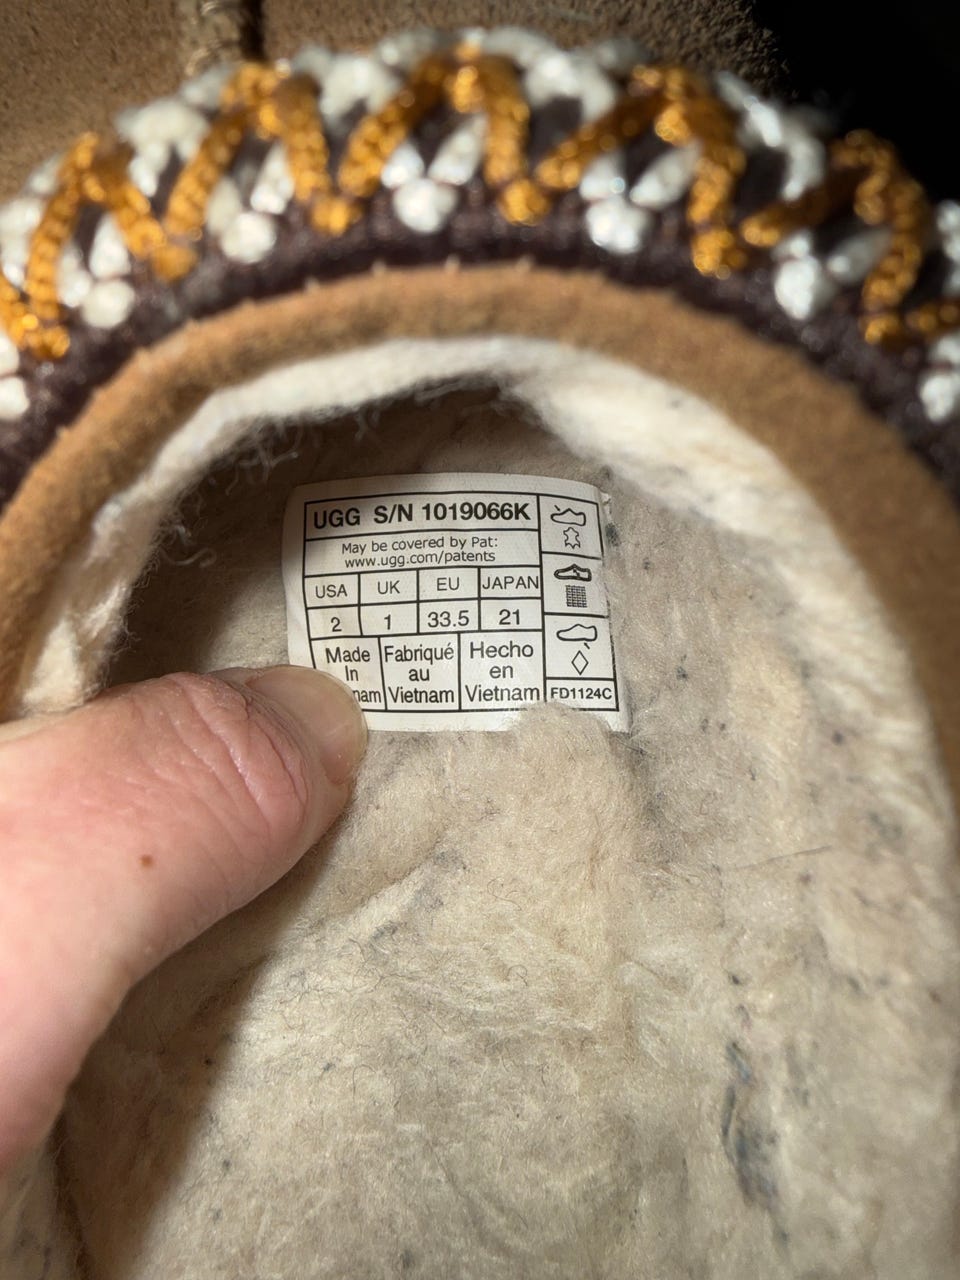 UGG S/N 1019066K
May be covered by Pat:
www.ugg.com/patents
USA UK EU JAPAN
2 1 33.5 21
Made
In
nam
Fabriqué
au
Vietnam
Hecho
en
Vietnam
FD1124C